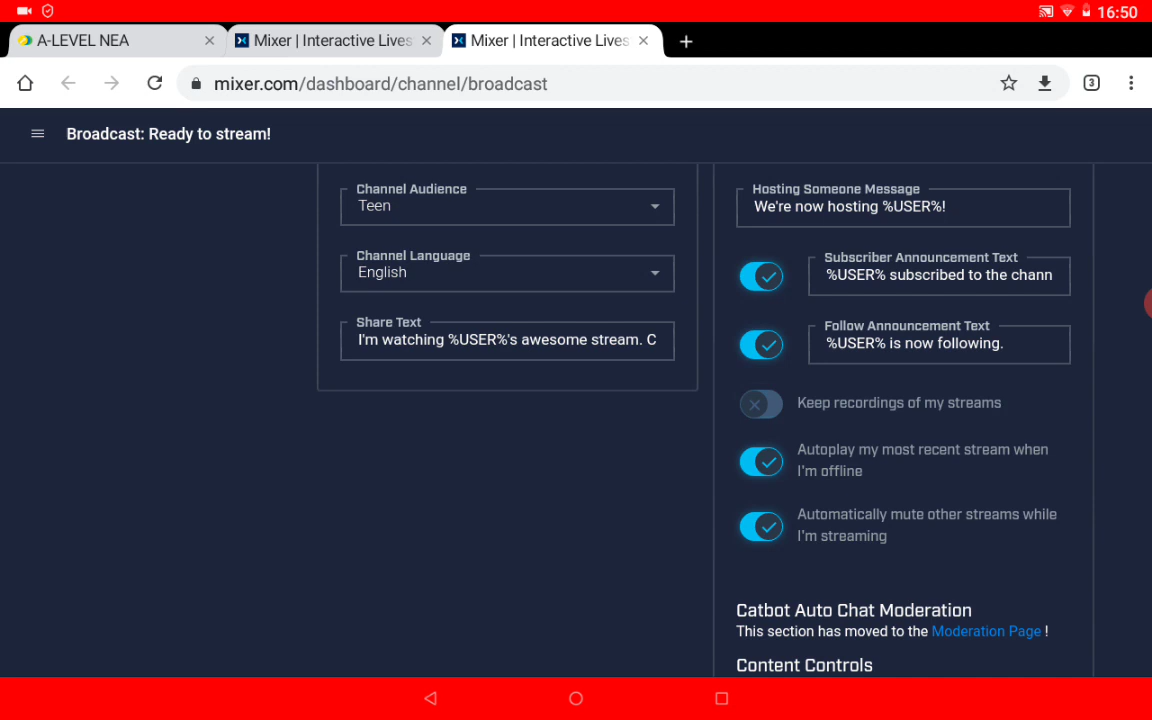 16:50
A-LEVEL NEA
Mixer | Interactive Lives
Mixer | Interactive Lives
mixer.com/dashboard/channel/broadcast
3
Broadcast: Ready to stream!
Channel Audience
Teen
Channel Language
English
Share Text
I'm watching %USER%'s awesome stream. C
Hosting Someone Message
We're now hosting %USER%!
Subscriber Announcement Text
%USER% subscribed to the chann
Follow Announcement Text
%USER% is now following.
Keep recordings of my streams
Autoplay my most recent stream when
I'm offline
Automatically mute other streams while
I'm streaming
Catbot Auto Chat Moderation
This section has moved to the Moderation Page !
Content Controls